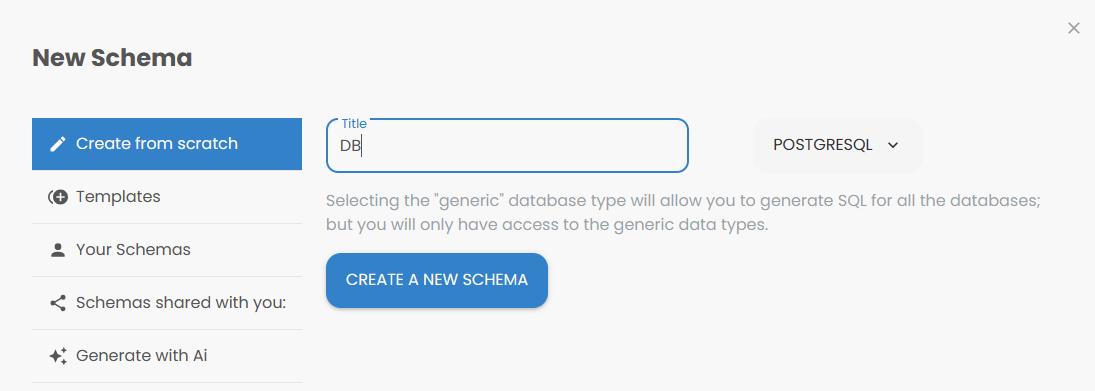 New Schema
Create from scratch
Templates
Your Schemas
Schemas shared with you:
Generate with Ai
Title
DB
POSTGRESQL
Selecting the "generic" database type will allow you to generate SQL for all the databases;
but you will only have access to the generic data types.
CREATE A NEW SCHEMA